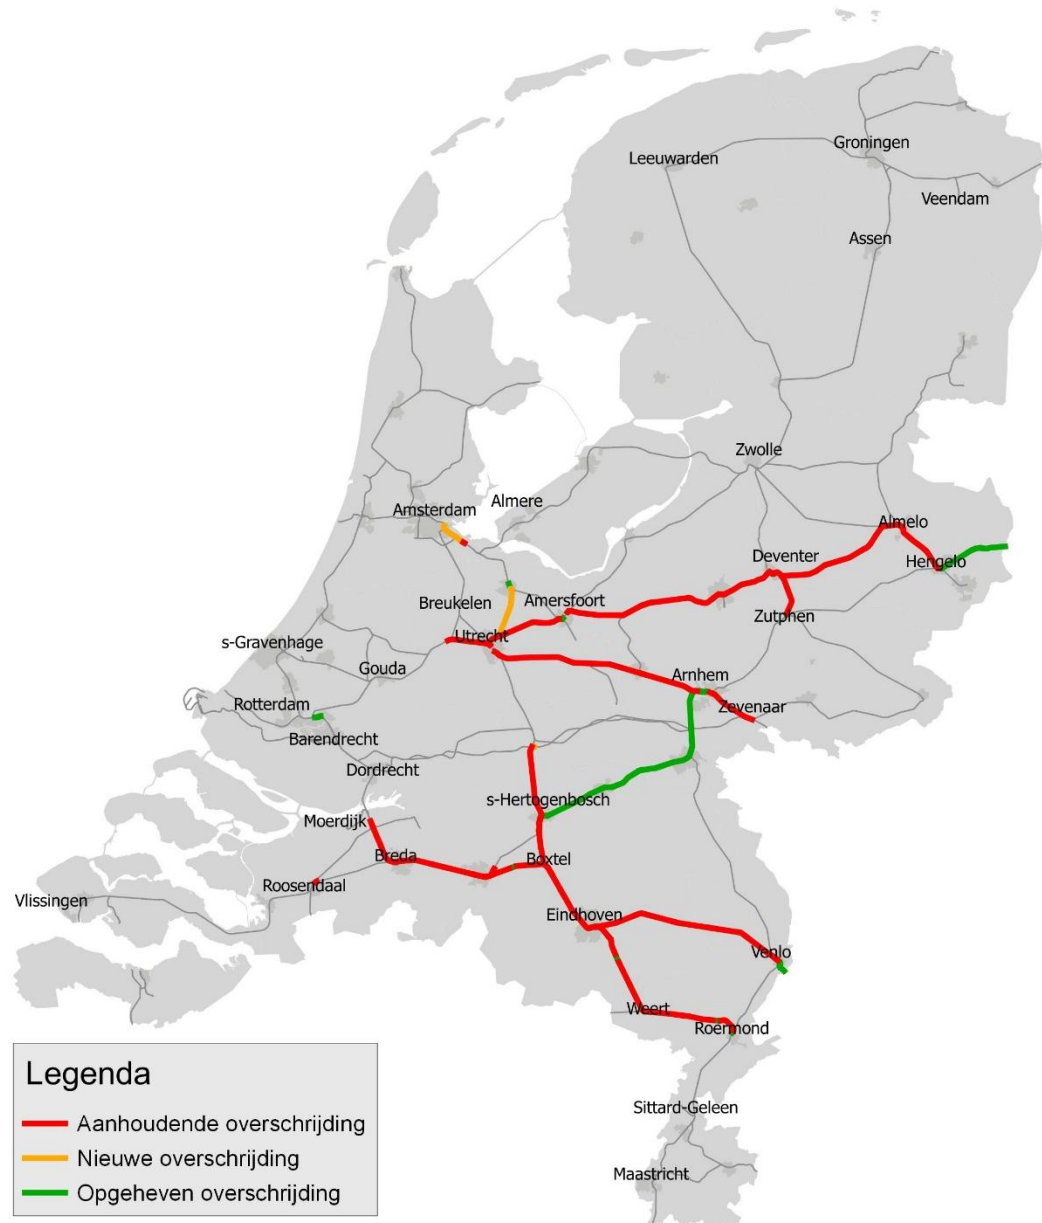 Groningen
Leeuwarden
Veendam
Assen
Zwolle
Almere
Amsterdam
Almelo
Deventer
Hengelo
Breukelen
Amersfoort
Zutphen
Utrecht
s-Gravenhage
Gouda
Arnhem
Rotterdam
Zevenaar
Barendrecht
Dordrecht
s-Hertogenbosch
Moerdijk
Breda
Boxtel
Roosendaal
Vlissingen
Eindhoven
Venlo
Weert
Roermond
Sittard-Geleen
Maastricht
Legenda
Aanhoudende overschrijding
Nieuwe overschrijding
Opgeheven overschrijding